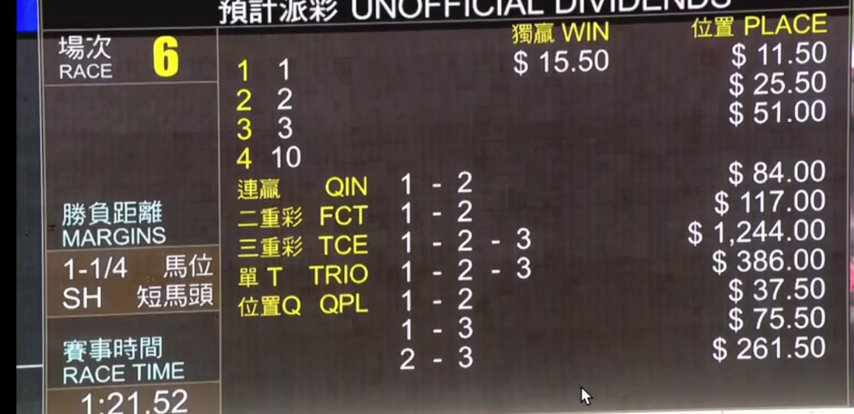 預計派彩 UNOFFICIAL DIVIDENDS
場次 RACE 6
獨贏 WIN 位置 PLACE
1 1 $ 15.50 $ 11.50
2 2 $ 25.50
3 3 $ 51.00
4 10
連贏 QIN 1 - 2 $ 84.00
二重彩 FCT 1 - 2 $ 117.00
三重彩 TCE 1 - 2 - 3 $ 1,244.00
單 T TRIO 1 - 2 - 3 $ 386.00
位置Q QPL 1 - 2 $ 37.50
1 - 3 $ 75.50
2 - 3 $ 261.50
勝負距離
MARGINS
1-1/4 馬位
SH 短馬頭
賽事時間
RACE TIME
1:21.52